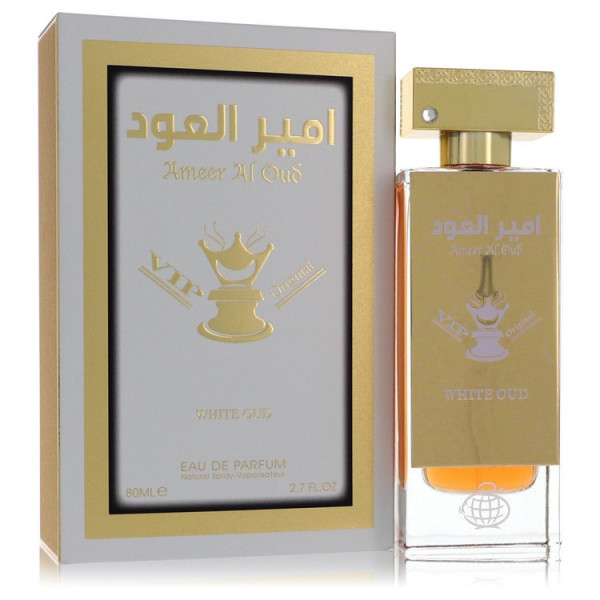 امير العود
Ameer Al Oud
VIP
Original
WHITE OUD
EAU DE PARFUM
Natural Spray-Vaporisateur
80ML e
2.7 FL.OZ
امير العود
Ameer Al Oud
VIP
Original
WHITE OUD